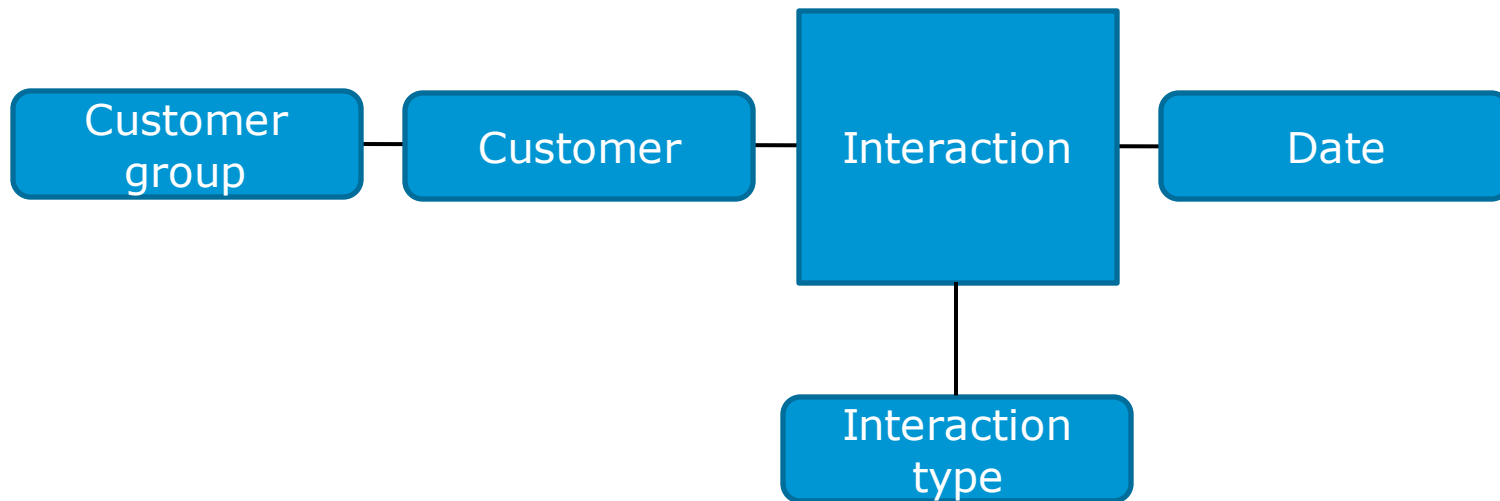 Customer
group
Customer
Interaction
Date
Interaction
type